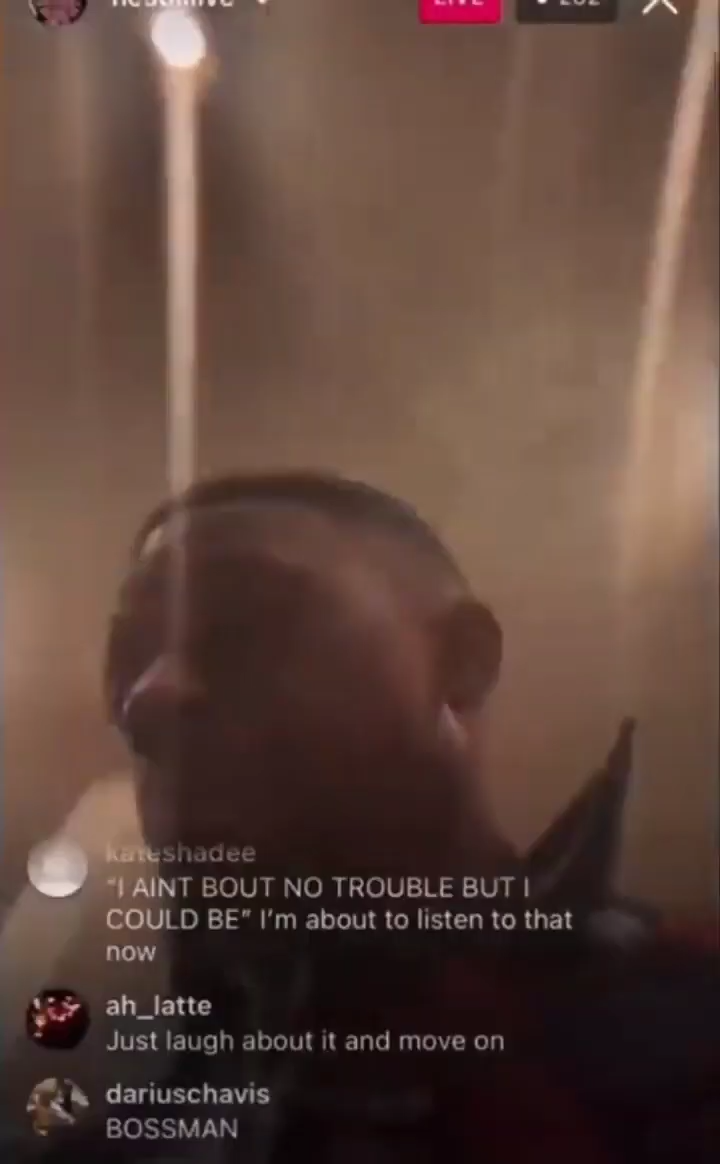 LIVE
kateshadee
"I AINT BOUT NO TROUBLE BUT I
COULD BE" I'm about to listen to that
now
ah_latte
Just laugh about it and move on
dariuschavis
BOSSMAN